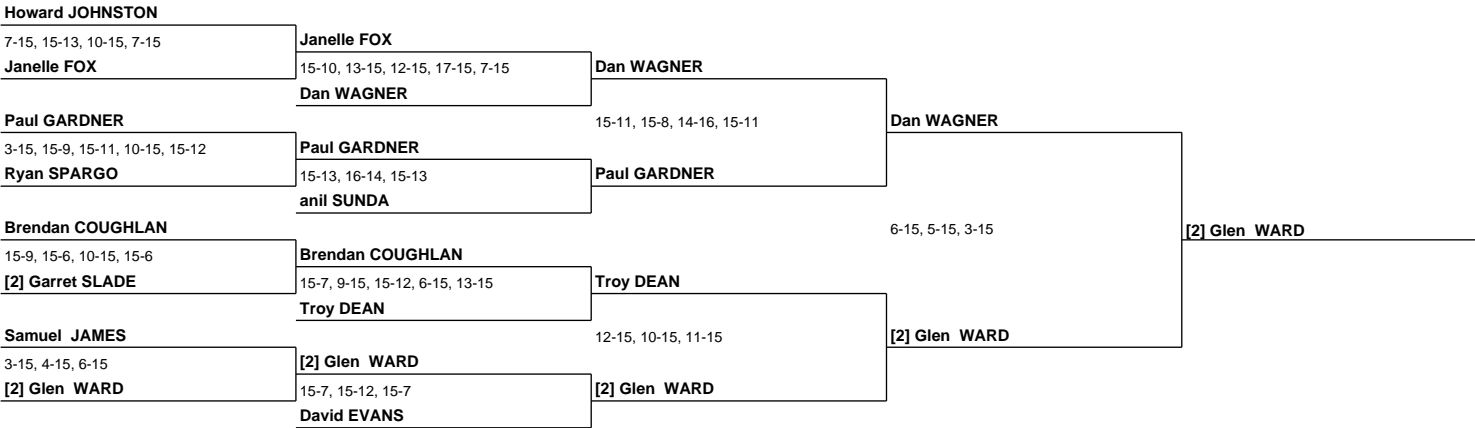 Howard JOHNSTON
7-15, 15-13, 10-15, 7-15
Janelle FOX
Paul GARDNER
3-15, 15-9, 15-11, 10-15, 15-12
Ryan SPARGO
Brendan COUGHLAN
15-9, 15-6, 10-15, 15-6
[2] Garret SLADE
Samuel  JAMES
3-15, 4-15, 6-15
[2] Glen  WARD
Janelle FOX
15-10, 13-15, 12-15, 17-15, 7-15
Dan WAGNER
Paul GARDNER
15-13, 16-14, 15-13
anil SUNDA
Brendan COUGHLAN
15-7, 9-15, 15-12, 6-15, 13-15
Troy DEAN
[2] Glen  WARD
15-7, 15-12, 15-7
David EVANS
Dan WAGNER
15-11, 15-8, 14-16, 15-11
Paul GARDNER
Troy DEAN
12-15, 10-15, 11-15
[2] Glen  WARD
Dan WAGNER
6-15, 5-15, 3-15
[2] Glen  WARD
[2] Glen  WARD